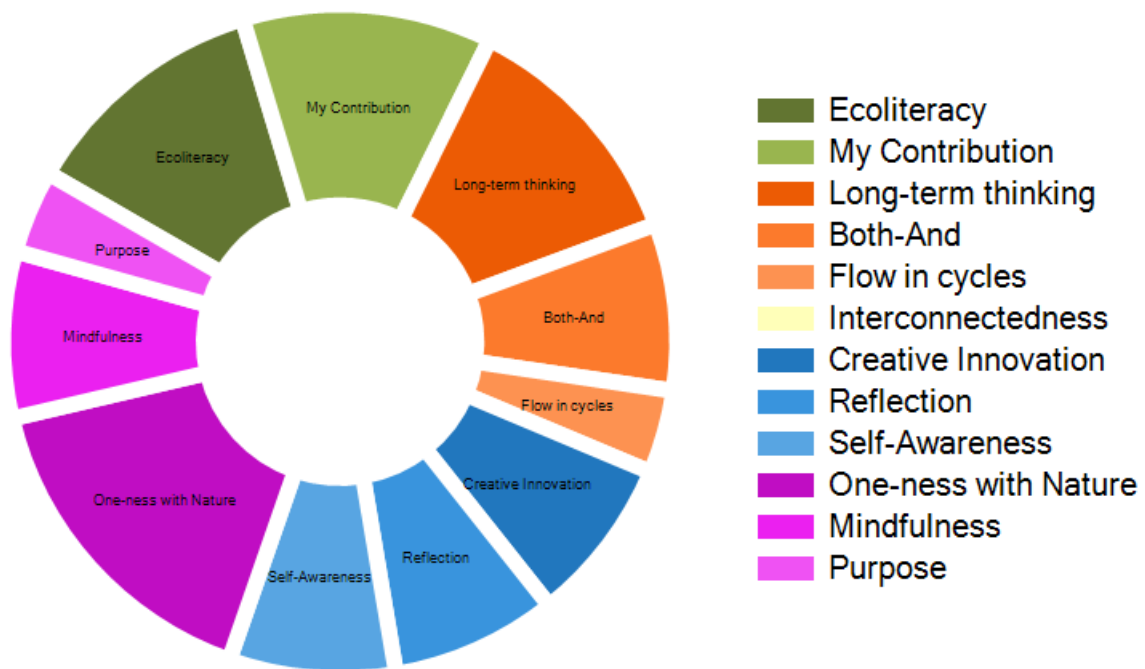 My Contribution
Ecoliteracy
Long-term thinking
Purpose
Both-And
Mindfulness
Flow in cycles
Creative Innovation
One-ness with Nature
Reflection
Self-Awareness
Ecoliteracy
My Contribution
Long-term thinking
Both-And
Flow in cycles
Interconnectedness
Creative Innovation
Reflection
Self-Awareness
One-ness with Nature
Mindfulness
Purpose